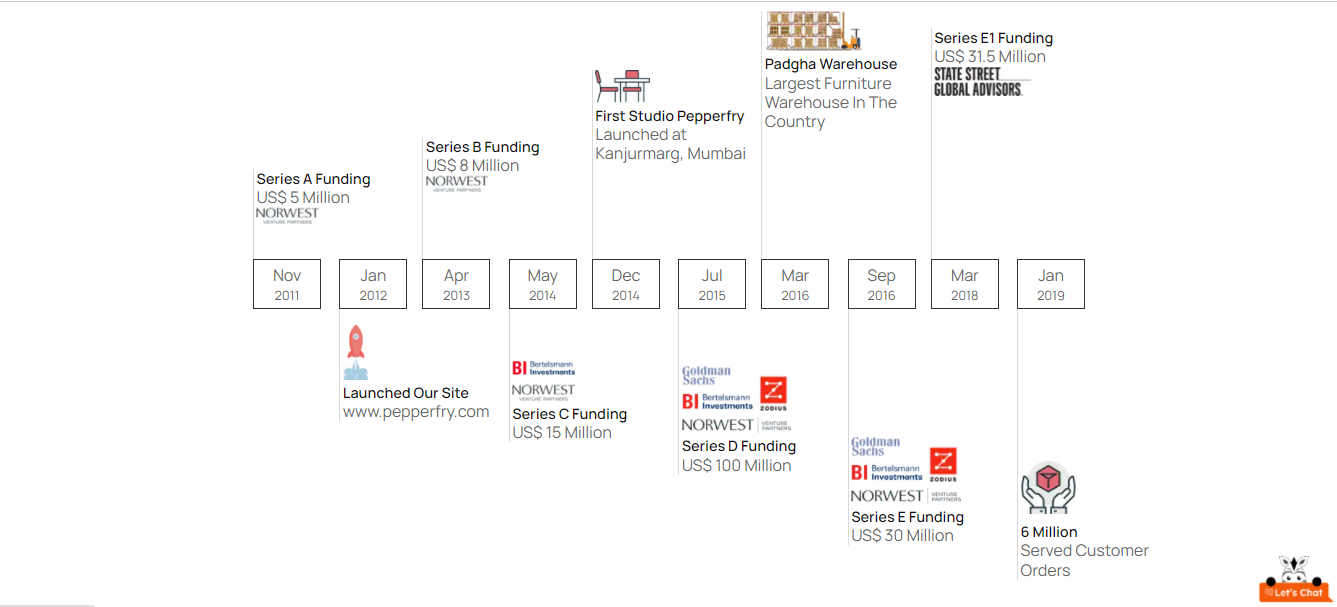 Series A Funding
US$ 5 Million
NORWEST
VENTURE PARTNERS
Series B Funding
US$ 8 Million
NORWEST
VENTURE PARTNERS
First Studio Pepperfry
Launched at
Kanjurmarg, Mumbai
Padgha Warehouse
Largest Furniture
Warehouse In The
Country
Series E1 Funding
US$ 31.5 Million
STATE STREET
GLOBAL ADVISORS
Nov
2011
Jan
2012
Apr
2013
May
2014
Dec
2014
Jul
2015
Mar
2016
Sep
2016
Mar
2018
Jan
2019
Launched Our Site
www.pepperfry.com
BI Bertelsmann
Investments
NORWEST
VENTURE PARTNERS
Series C Funding
US$ 15 Million
Goldman
Sachs
BI Bertelsmann
Investments
ZODIUS
NORWEST VENTURE
PARTNERS
Series D Funding
US$ 100 Million
Goldman
Sachs
BI Bertelsmann
Investments
ZODIUS
NORWEST VENTURE
PARTNERS
Series E Funding
US$ 30 Million
6 Million
Served Customer
Orders
Let's Chat